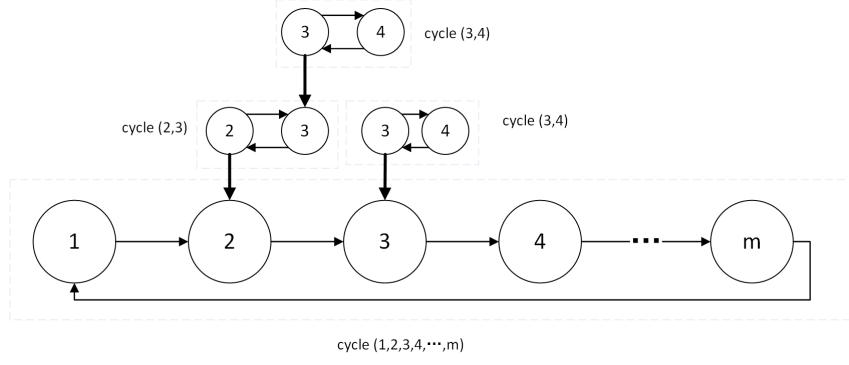 3 4 cycle (3,4)
cycle (2,3) 2 3 3 4 cycle (3,4)
1 2 3 4 ... m
cycle (1,2,3,4,⋯,m)